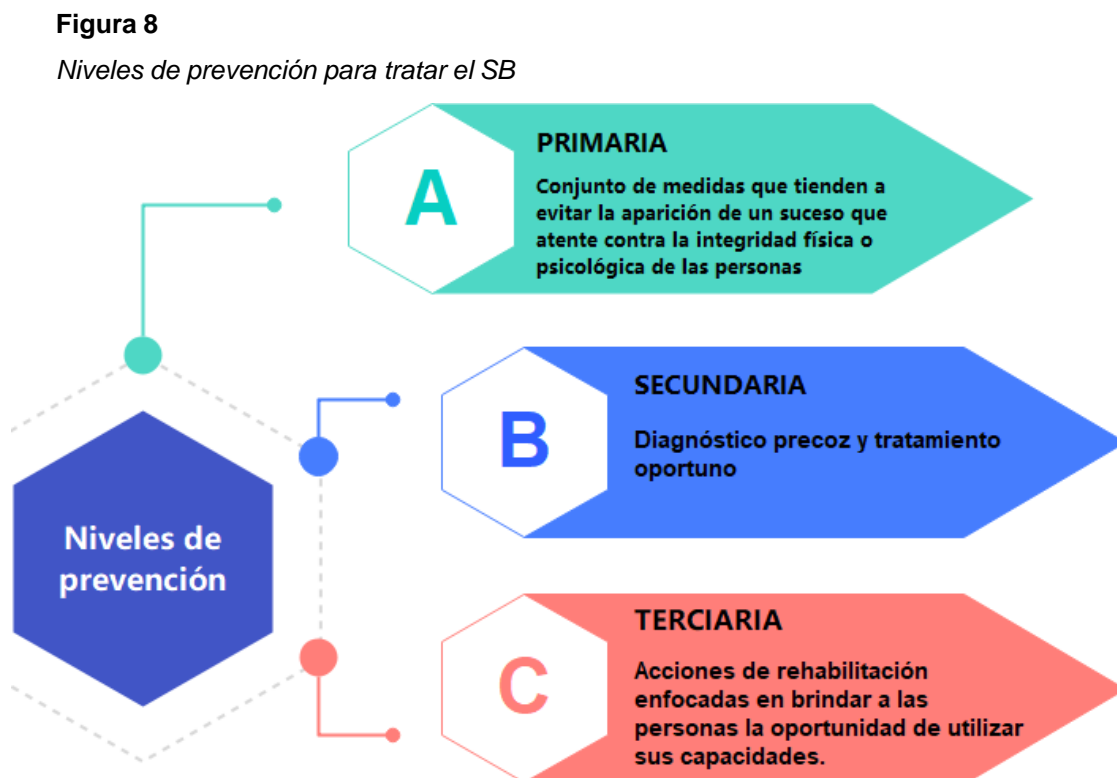 Figura 8
Niveles de prevención para tratar el SB
A
PRIMARIA
Conjunto de medidas que tienden a
evitar la aparición de un suceso que
atente contra la integridad física o
psicológica de las personas
B
SECUNDARIA
Diagnóstico precoz y tratamiento
oportuno
Niveles de
prevención
C
TERCIARIA
Acciones de rehabilitación
enfocadas en brindar a las
personas la oportunidad de utilizar
sus capacidades.